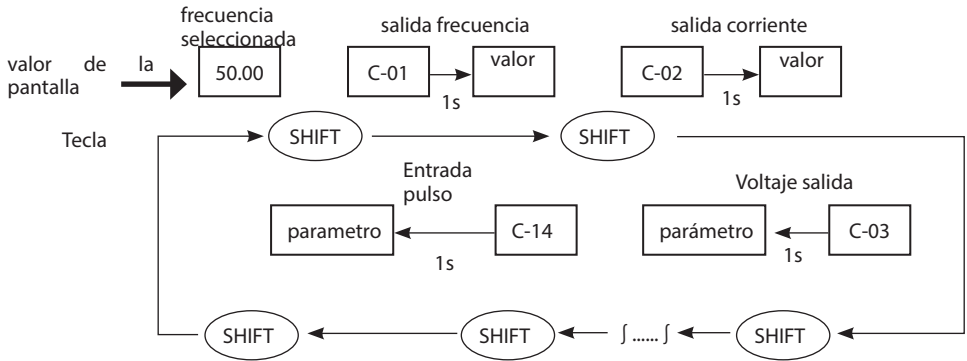 frecuencia
seleccionada
salida frecuencia
salida corriente
valor de la
pantalla
50.00
C-01
valor
1s
C-02
valor
1s
Tecla
SHIFT
SHIFT
Entrada
pulso
Voltaje salida
parametro
C-14
1s
parámetro
C-03
1s
SHIFT
SHIFT
∫ ...... ∫
SHIFT